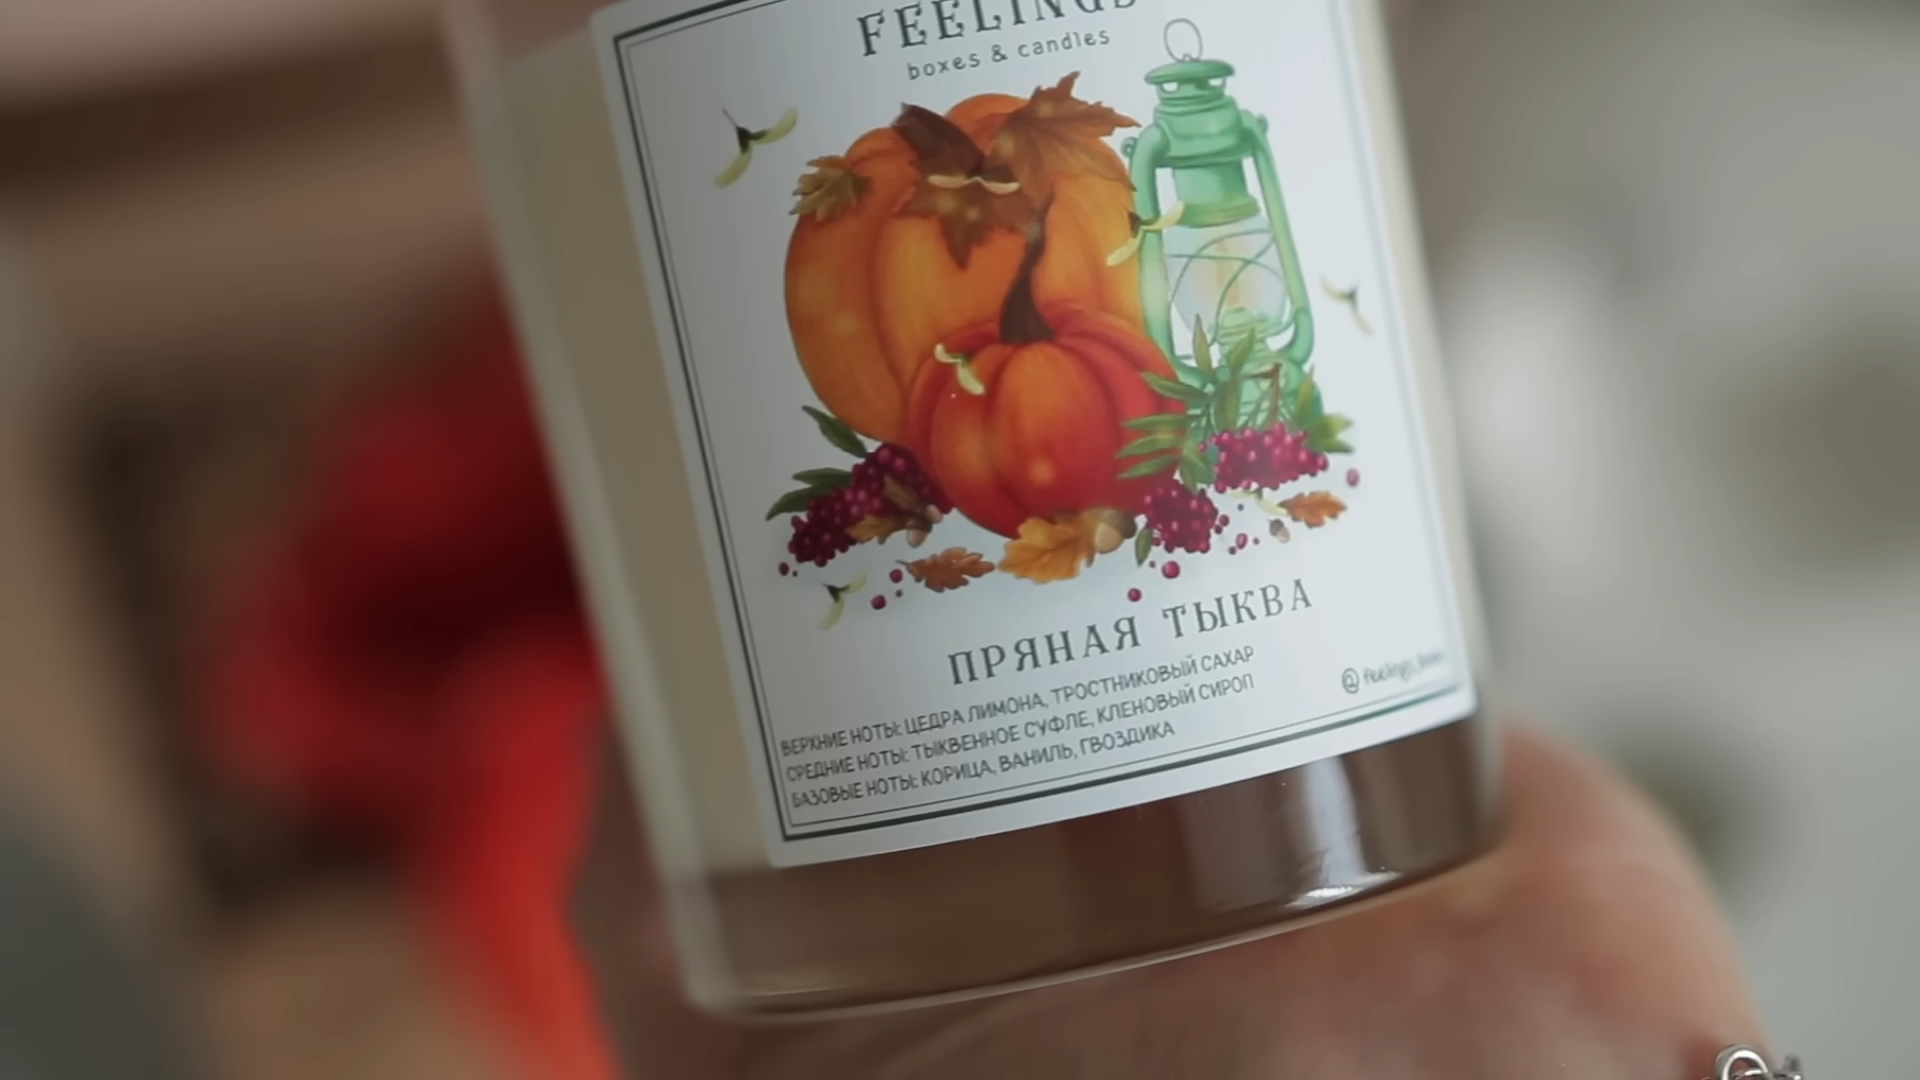 FEELINGS
boxes & candles
ПРЯНАЯ ТЫКВА
ВЕРХНИЕ НОТЫ: ЦЕДРА ЛИМОНА, ТРОСТНИКОВЫЙ САХАР
СРЕДНИЕ НОТЫ: ТЫКВЕННОЕ СУФЛЕ, КЛЕНОВЫЙ СИРОП
БАЗОВЫЕ НОТЫ: КОРИЦА, ВАНИЛЬ, ГВОЗДИКА